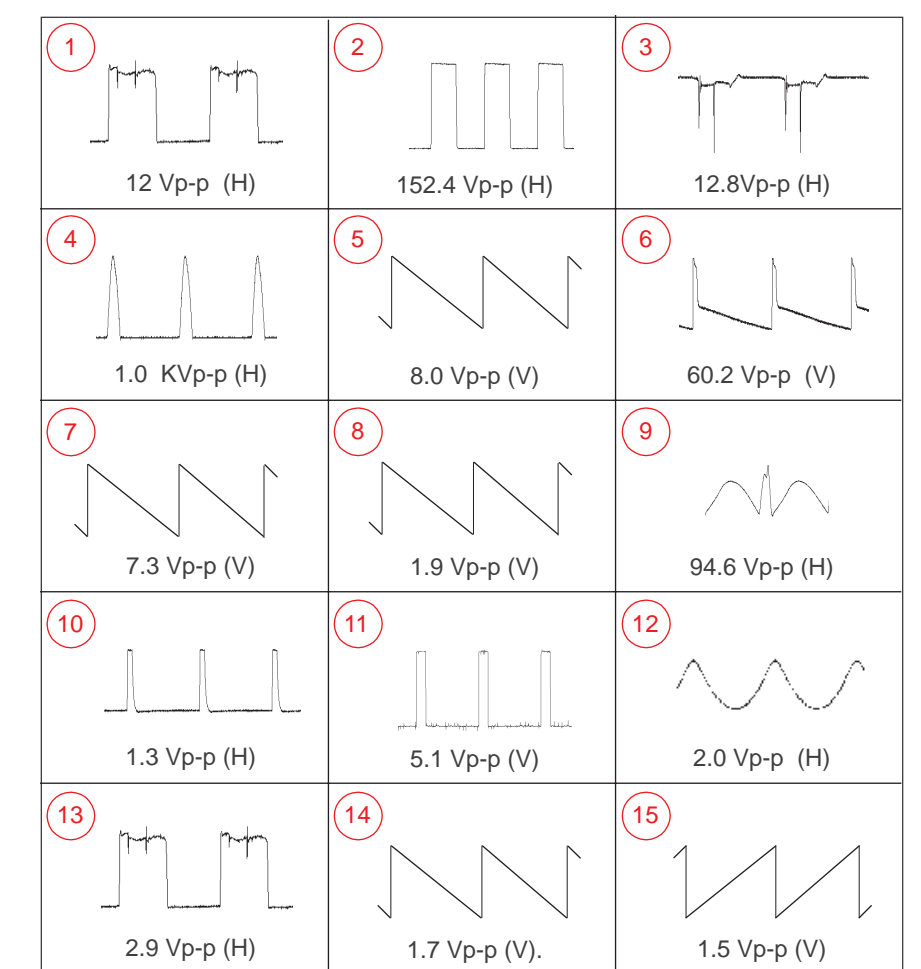 1
12 Vp-p (H)
2
152.4 Vp-p (H)
3
12.8Vp-p (H)
4
1.0 KVp-p (H)
5
8.0 Vp-p (V)
6
60.2 Vp-p (V)
7
7.3 Vp-p (V)
8
1.9 Vp-p (V)
9
94.6 Vp-p (H)
10
1.3 Vp-p (H)
11
5.1 Vp-p (V)
12
2.0 Vp-p (H)
13
2.9 Vp-p (H)
14
1.7 Vp-p (V).
15
1.5 Vp-p (V)